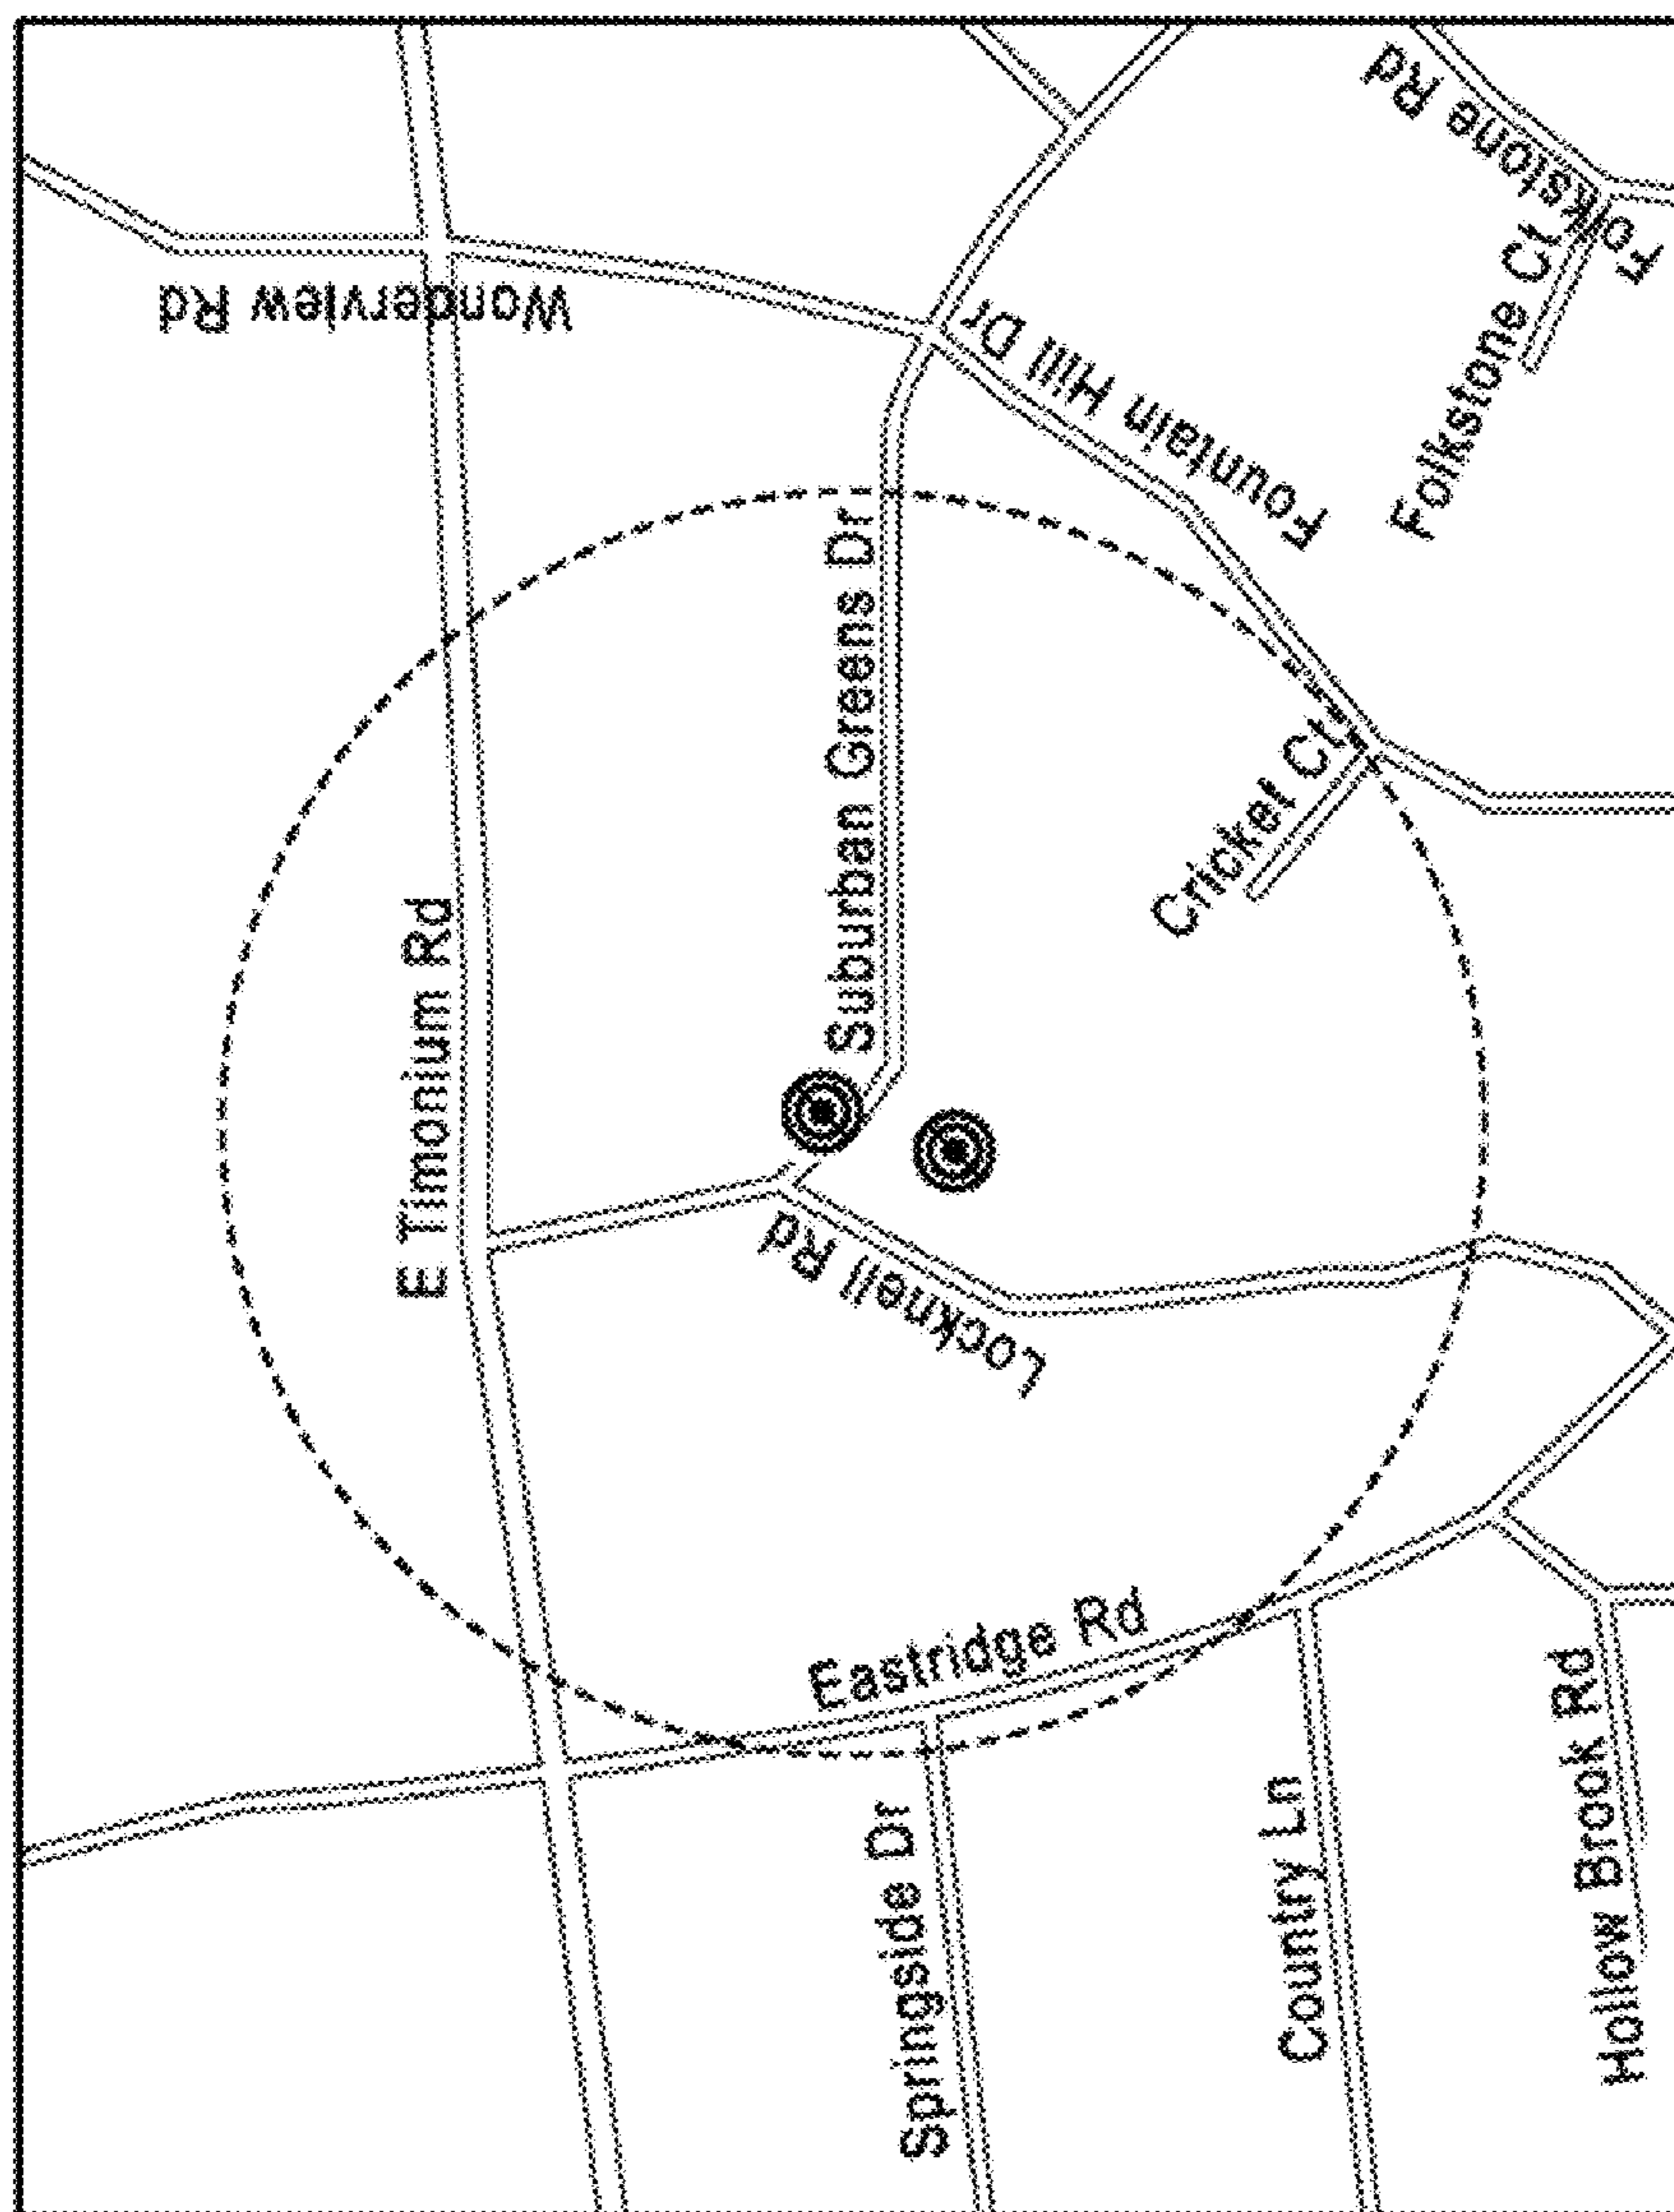 Wonderview Rd
Folkstone Rd
Folkstone Ct
Fountain Hill Dr
Suburban Greens Dr
Cricket Ct
E Timonium Rd
Locknell Rd
Eastridge Rd
Springside Dr
Country Ln
Hollow Brook Rd